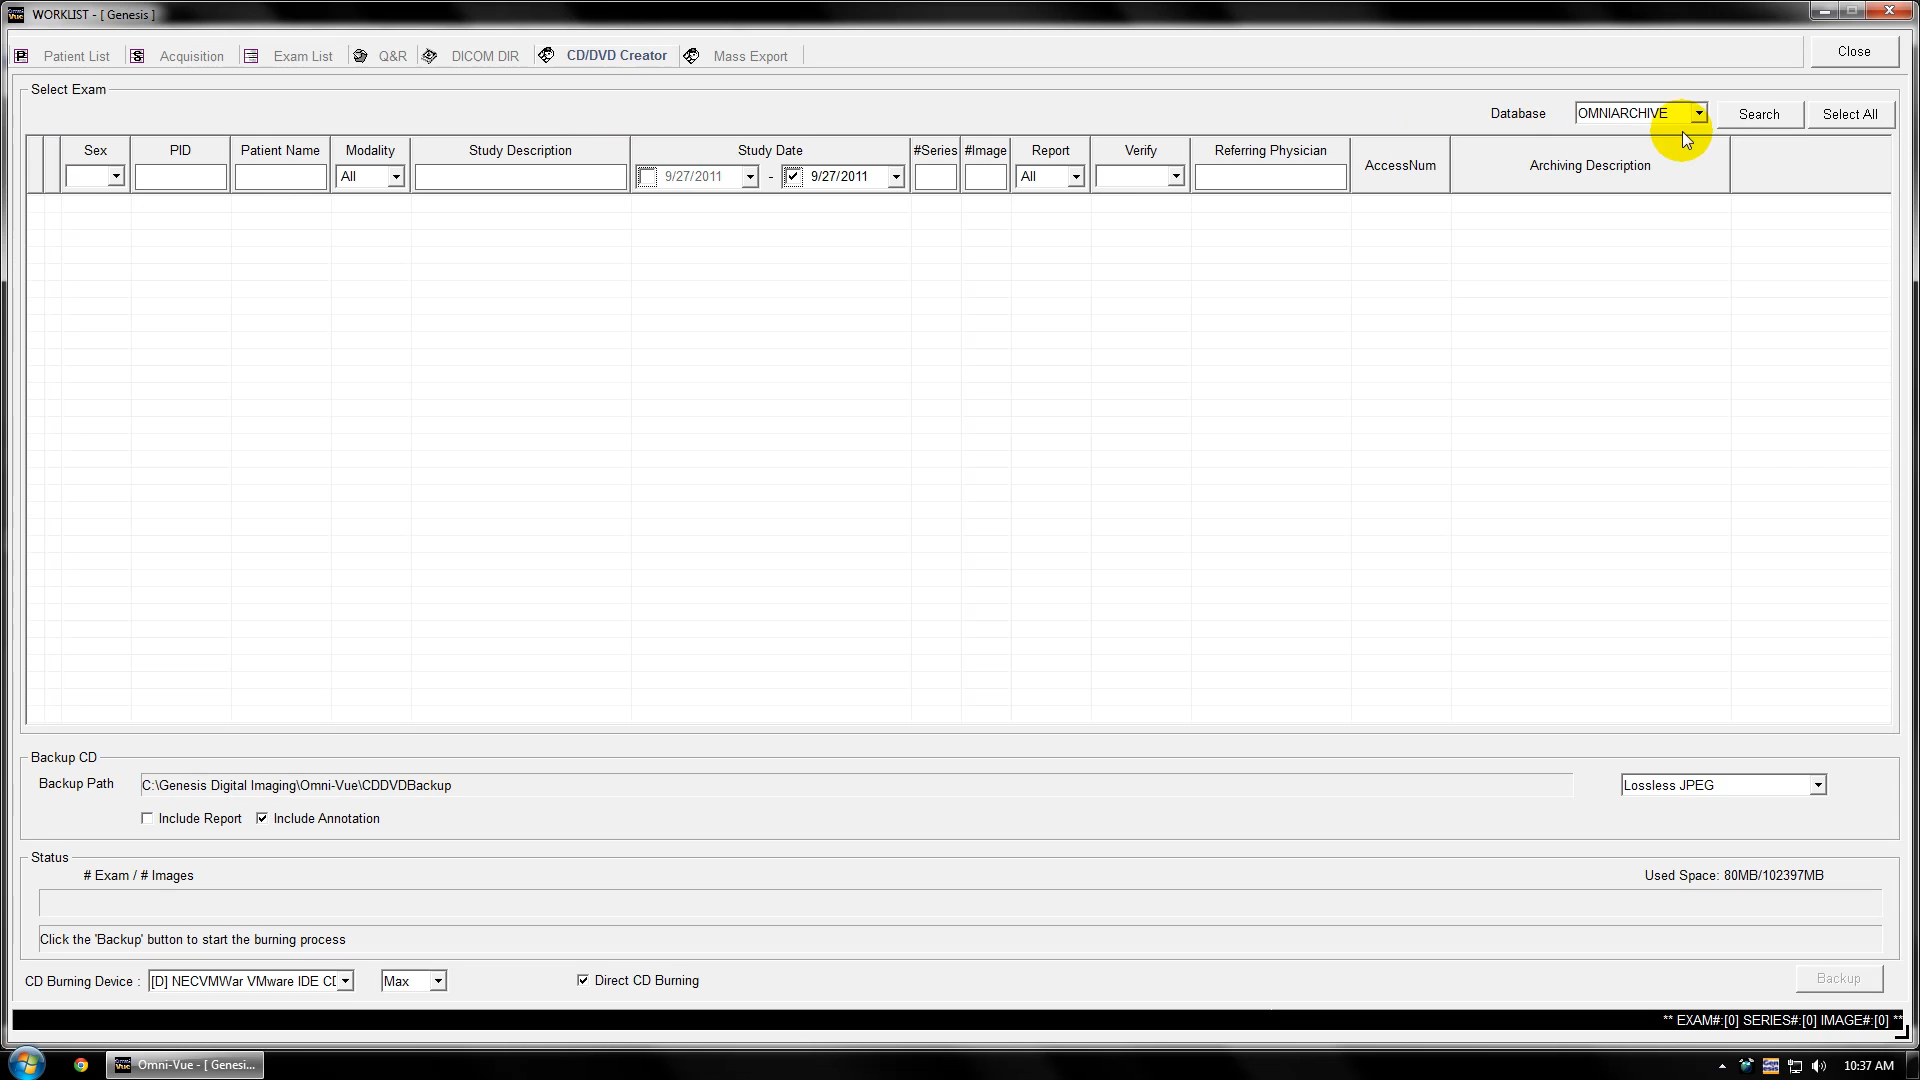 WORKLIST - [ Genesis ]
Patient List Acquisition Exam List Q&R DICOM DIR CD/DVD Creator Mass Export Close
Select Exam
Database OMNIARCHIVE Search Select All
Sex PID Patient Name Modality Study Description Study Date #Series #Image Report Verify Referring Physician AccessNum Archiving Description
All 9/27/2011 - 9/27/2011 All
Backup CD
Backup Path C:\Genesis Digital Imaging\Omni-Vue\CDDVDBackup Lossless JPEG
Include Report Include Annotation
Status
# Exam / # Images Used Space: 80MB/102397MB
Click the 'Backup' button to start the burning process
CD Burning Device : [D] NECVMWar VMware IDE CD Max Direct CD Burning Backup
** EXAM#:[0] SERIES#:[0] IMAGE#:[0] **
Omni-Vue - [ Genesi... 10:37 AM